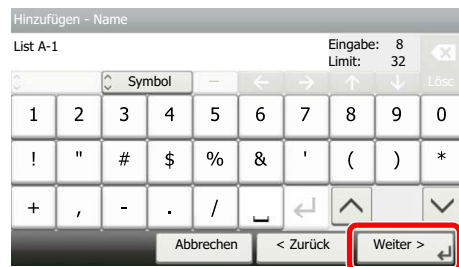 Hinzufügen - Name
List A-1
Eingabe: 8
Limit: 32
Symbol - Lösc
1 2 3 4 5 6 7 8 9 0
! " # $ % & ' ( ) *
+ , - . / _
Abbrechen < Zurück Weiter >